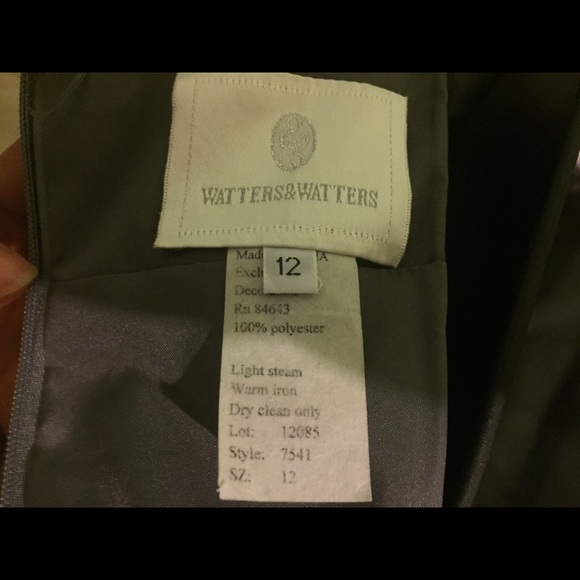 WATTERS&WATTERS
12
Rn 84643
100% polyester
Light steam
Warm iron
Dry clean only
Lot: 12085
Style: 7541
SZ: 12